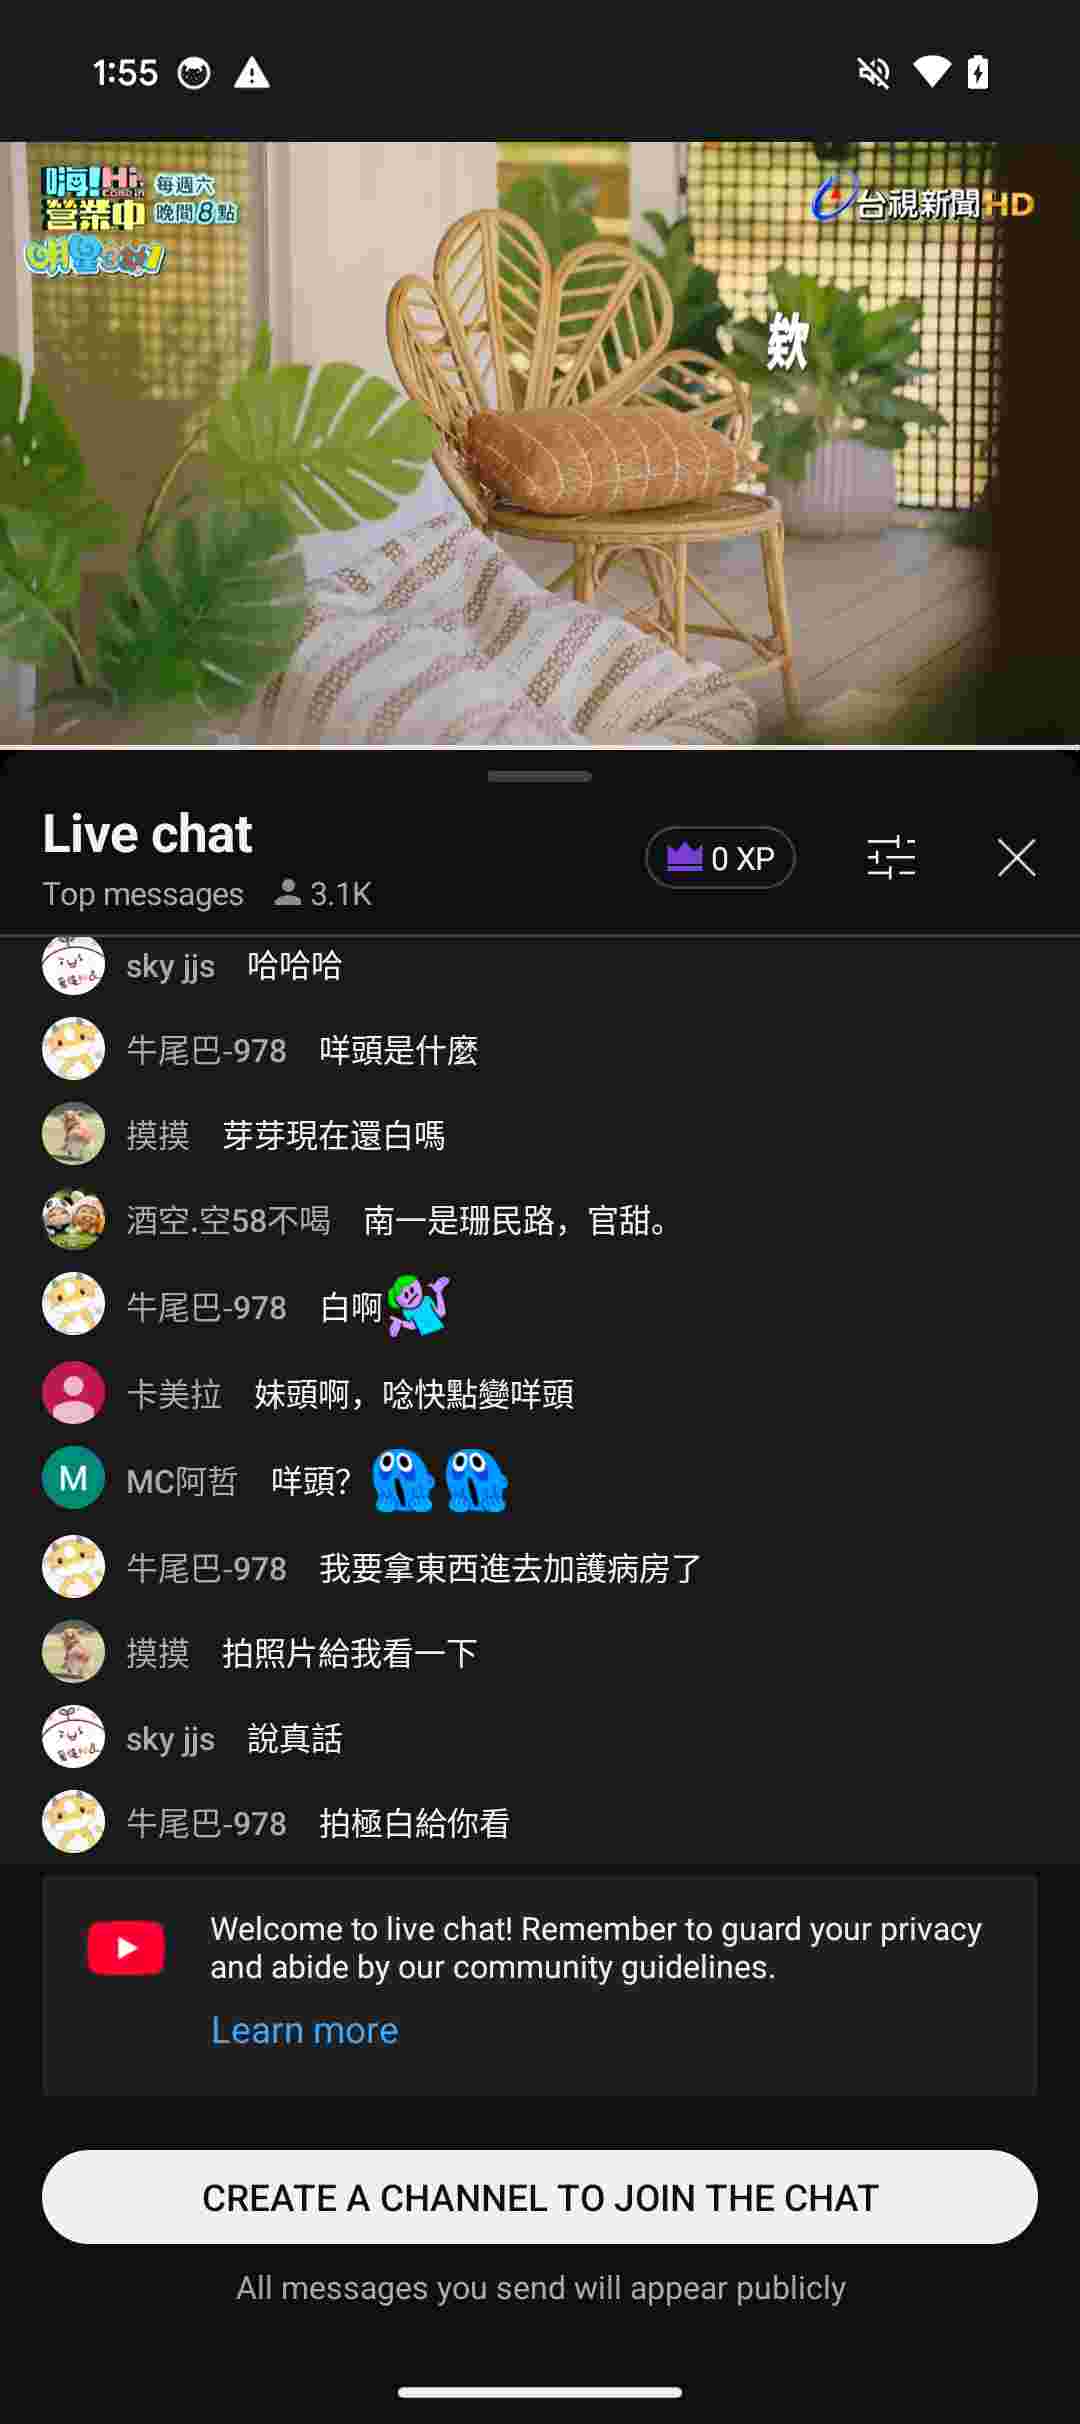 1:55
嗨!Hi
營業中
每週六
晚間8點
台視新聞HD
欸
Live chat
Top messages 3.1K
0 XP
sky jjs 哈哈哈
牛尾巴-978 咩頭是什麼
摸摸 芽芽現在還白嗎
酒空.空58不喝 南一是珊民路，官甜。
牛尾巴-978 白啊
卡美拉 妹頭啊，唸快點變咩頭
M MC阿哲 咩頭？
牛尾巴-978 我要拿東西進去加護病房了
摸摸 拍照片給我看一下
sky jjs 說真話
牛尾巴-978 拍極白給你看
Welcome to live chat! Remember to guard your privacy
and abide by our community guidelines.
Learn more
CREATE A CHANNEL TO JOIN THE CHAT
All messages you send will appear publicly